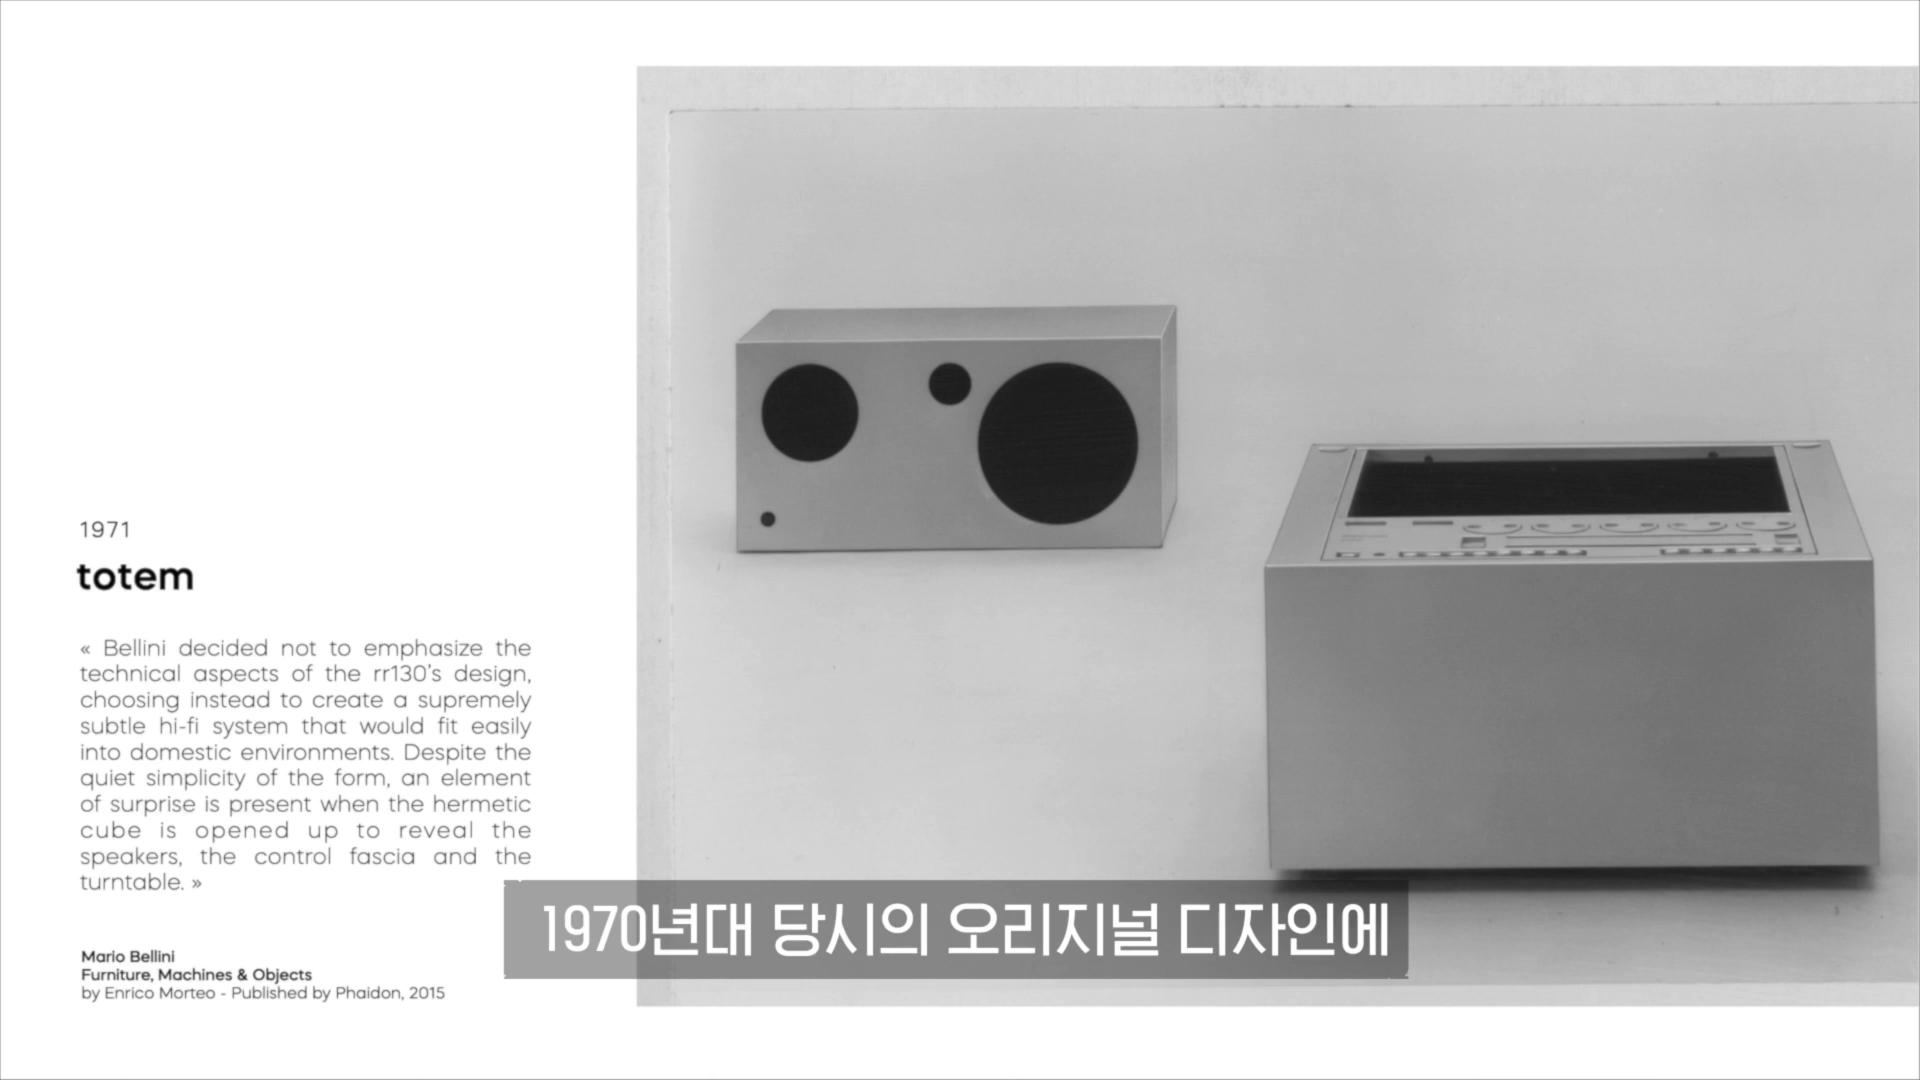 1971
totem
« Bellini decided not to emphasize the
technical aspects of the rr130's design,
choosing instead to create a supremely
subtle hi-fi system that would fit easily
into domestic environments. Despite the
quiet simplicity of the form, an element
of surprise is present when the hermetic
cube is opened up to reveal the
speakers, the control fascia and the
turntable. »
Mario Bellini
Furniture, Machines & Objects
by Enrico Morteo - Published by Phaidon, 2015
1970년대 당시의 오리지널 디자인에